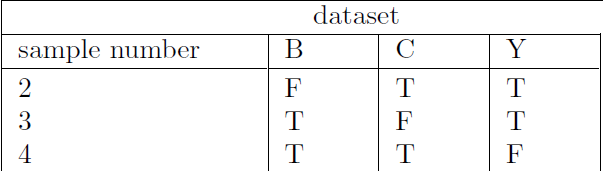 dataset
sample number B C Y
2 F T T
3 T F T
4 T T F